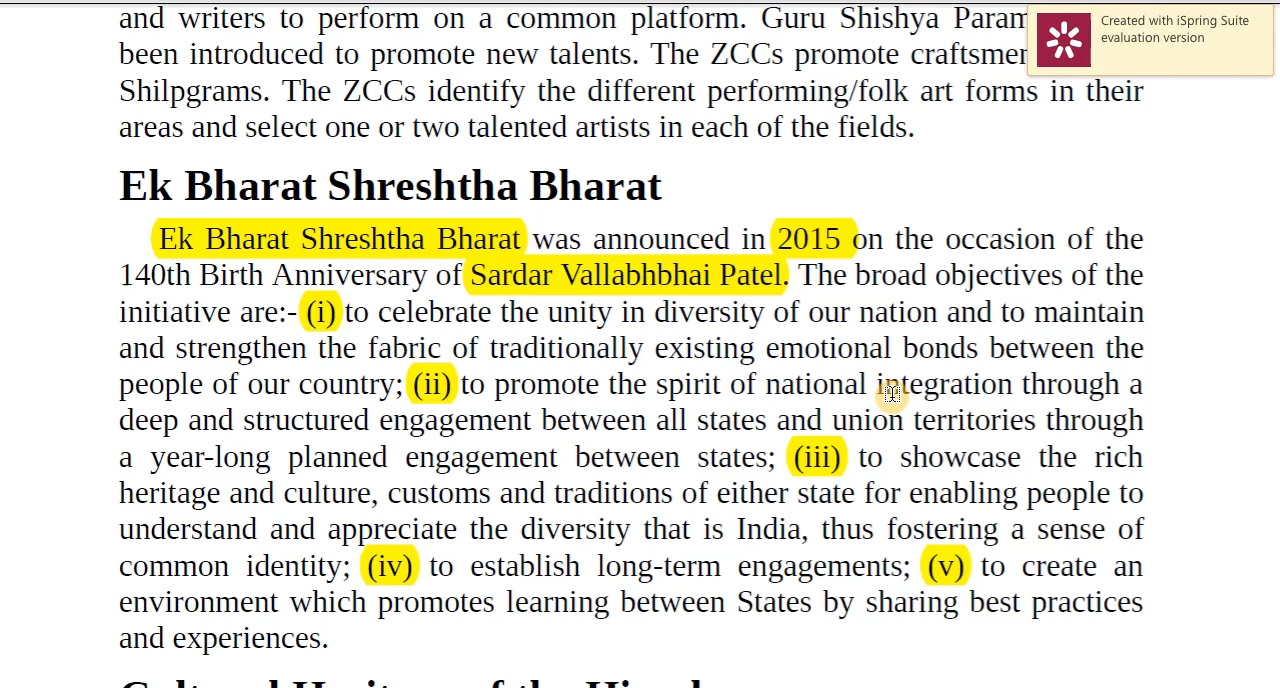 and writers to perform on a common platform. Guru Shishya
Created with iSpring Suite
evaluation version
been introduced to promote new talents. The ZCCs promote
Shilpgrams. The ZCCs identify the different performing/folk art forms in their
areas and select one or two talented artists in each of the fields.
Ek Bharat Shreshtha Bharat
Ek Bharat Shreshtha Bharat was announced in 2015 on the occasion of the
140th Birth Anniversary of Sardar Vallabhbhai Patel. The broad objectives of the
initiative are:- (i) to celebrate the unity in diversity of our nation and to maintain
and strengthen the fabric of traditionally existing emotional bonds between the
people of our country; (ii) to promote the spirit of national integration through a
deep and structured engagement between all states and union territories through
a year-long planned engagement between states; (iii) to showcase the rich
heritage and culture, customs and traditions of either state for enabling people to
understand and appreciate the diversity that is India, thus fostering a sense of
common identity; (iv) to establish long-term engagements; (v) to create an
environment which promotes learning between States by sharing best practices
and experiences.